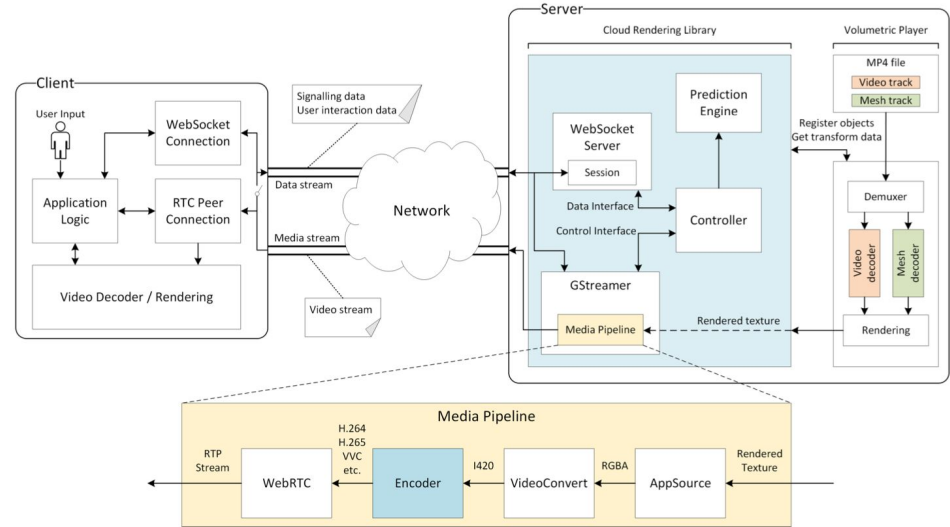 Server
Cloud Rendering Library
Volumetric Player
MP4 file
Video track
Mesh track
Client
User Input
WebSocket
Connection
Application
Logic
RTC Peer
Connection
Video Decoder / Rendering
Signalling data
User interaction data
Data stream
Network
Media stream
Video stream
Prediction
Engine
WebSocket
Server
Session
Data Interface
Control Interface
Controller
GStreamer
Media Pipeline
Register objects
Get transform data
Demuxer
Video
decoder
Mesh
decoder
Rendered texture
Rendering
Media Pipeline
RTP
Stream
WebRTC
H.264
H.265
VVC
etc.
Encoder
I420
VideoConvert
RGBA
AppSource
Rendered
Texture